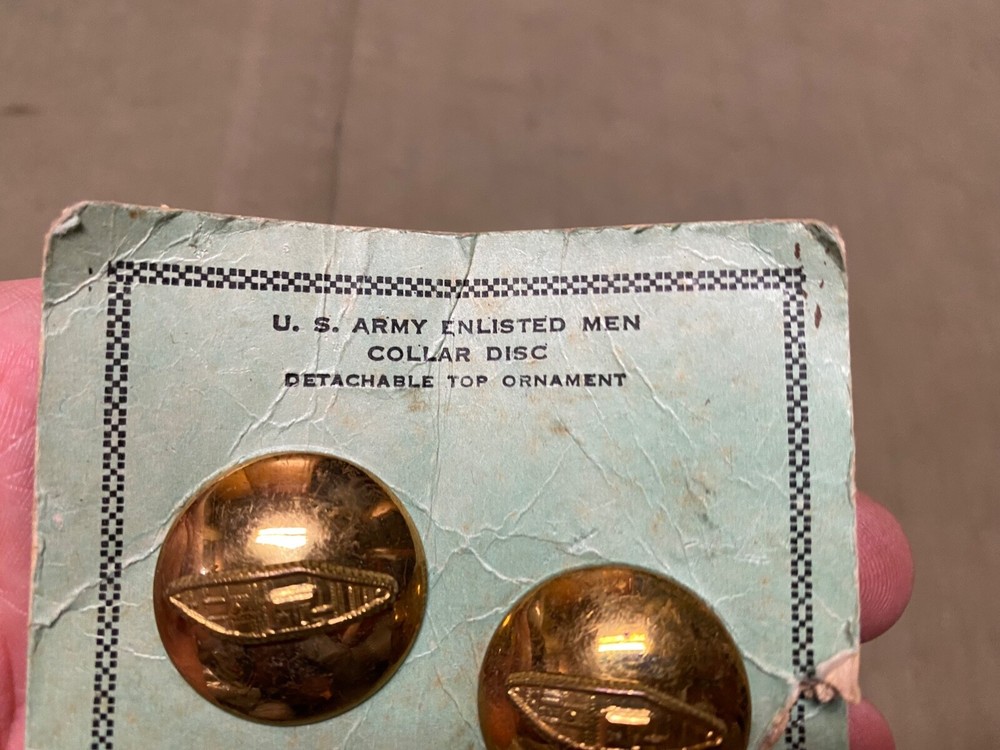 U. S. ARMY ENLISTED MEN
COLLAR DISC
DETACHABLE TOP ORNAMENT